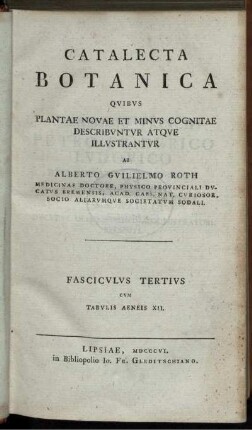 CATALECTA
BOTANICA
QVIBVS
PLANTAE NOVAE ET MINVS COGNITAE
DESCRIBVNTVR ATQVE
ILLVSTRANTVR
AB
ALBERTO GVILIELMO ROTH
MEDICINAE DOCTORE, PHYSICO PROVINCIALI DV-
CATVS BREMENSIS, ACAD. CAES. NAT. CVRIOSOR.
SOCIO ALIARVMQVE SOCIETATVM SODALI.
FASCICVLVS TERTIVS
CVM
TABVLIS AENEIS XII.
LIPSIAE, MDCCCVI.
in Bibliopolio Io. Fr. Gleditschiano.